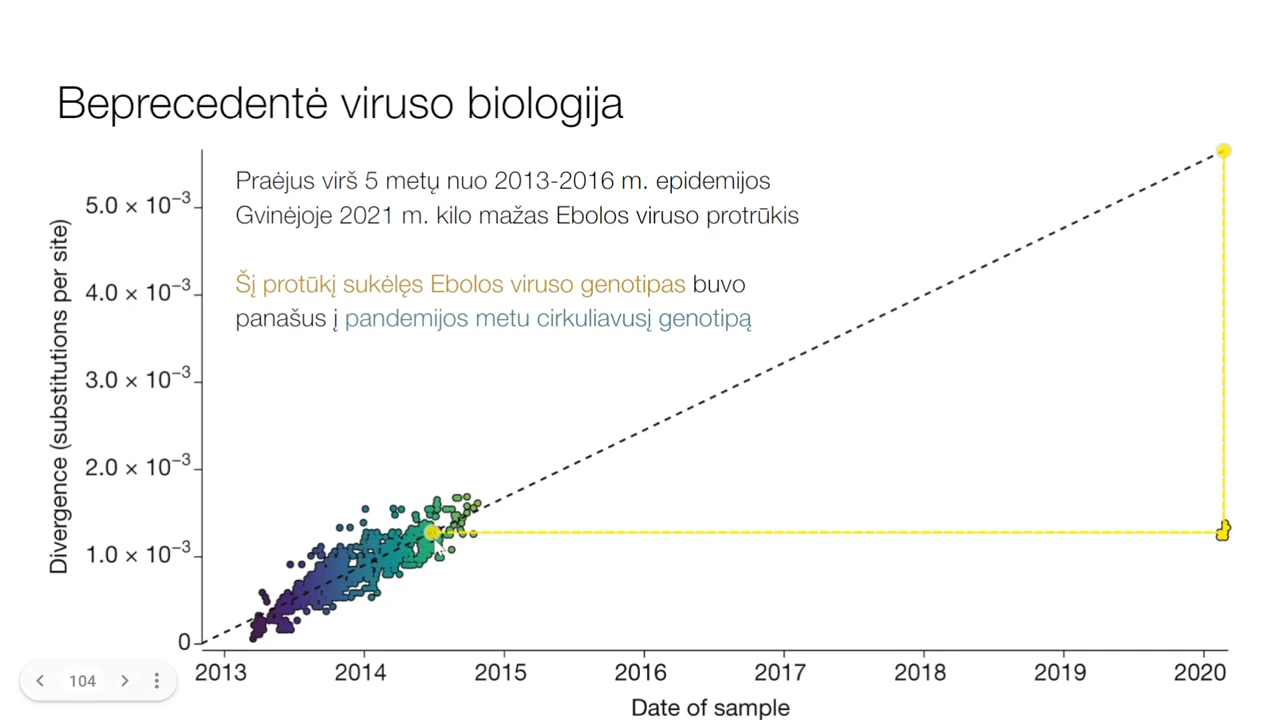 Beprecedentė viruso biologija
Praėjus virš 5 metų nuo 2013-2016 m. epidemijos
Gvinėjoje 2021 m. kilo mažas Ebolos viruso protrūkis
Šį protūkį sukėlęs Ebolos viruso genotipas buvo
panašus į pandemijos metu cirkuliavusį genotipą
Divergence (substitutions per site)
5.0 × 10⁻³
4.0 × 10⁻³
3.0 × 10⁻³
2.0 × 10⁻³
1.0 × 10⁻³
0
2013 2014 2015 2016 2017 2018 2019 2020
Date of sample
104